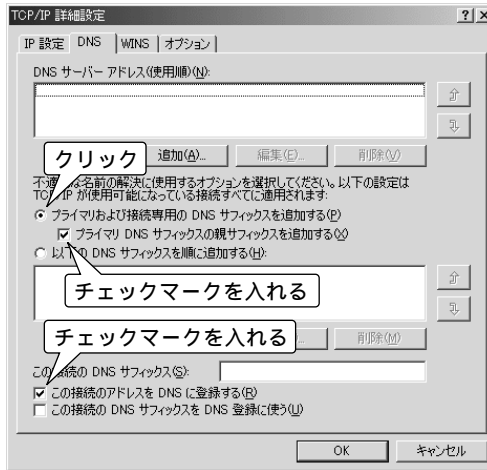 TCP/IP 詳細設定
IP 設定 DNS WINS オプション
DNS サーバー アドレス(使用順)(N):
クリック
追加(A)... 編集(E)... 削除(V)
な名前の解決に使用するオプションを選択してください。以下の設定は
TCP/IP が使用可能になっている接続すべてに適用されます:
プライマリおよび接続専用の DNS サフィックスを追加する(P)
プライマリ DNS サフィックスの親サフィックスを追加する(X)
以下の DNS サフィックスを順に追加する(H):
チェックマークを入れる
チェックマークを入れる
... 削除(M)
この接続の DNS サフィックス(S):
この接続のアドレスを DNS に登録する(R)
この接続の DNS サフィックスを DNS 登録に使う(U)
OK キャンセル